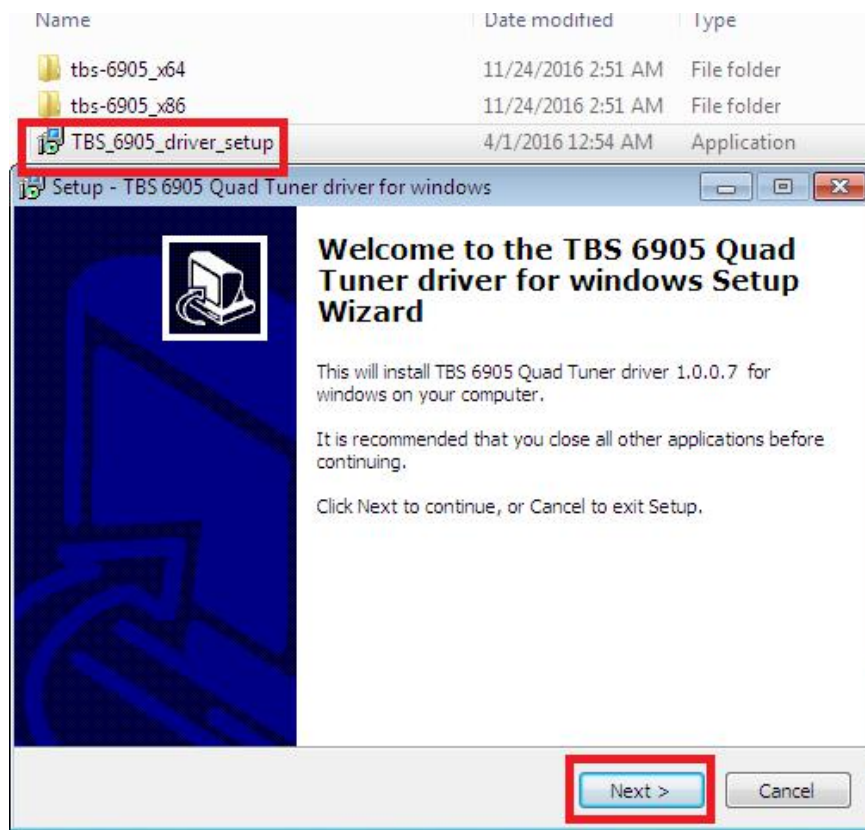 Name Date modified Type
tbs-6905_x64 11/24/2016 2:51 AM File folder
tbs-6905_x86 11/24/2016 2:51 AM File folder
TBS_6905_driver_setup 4/1/2016 12:54 AM Application
Setup - TBS 6905 Quad Tuner driver for windows
Welcome to the TBS 6905 Quad
Tuner driver for windows Setup
Wizard
This will install TBS 6905 Quad Tuner driver 1.0.0.7 for
windows on your computer.
It is recommended that you close all other applications before
continuing.
Click Next to continue, or Cancel to exit Setup.
Next > Cancel